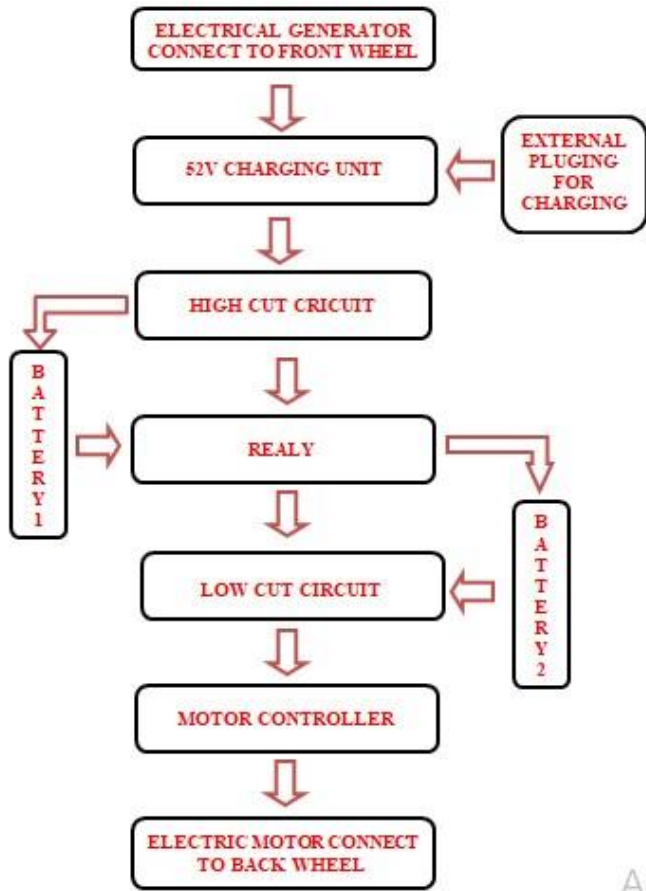 ELECTRICAL GENERATOR
CONNECT TO FRONT WHEEL
52V CHARGING UNIT
EXTERNAL
PLUGING
FOR
CHARGING
HIGH CUT CRICUIT
B
A
T
T
E
R
Y
1
REALY
LOW CUT CIRCUIT
B
A
T
T
E
R
Y
2
MOTOR CONTROLLER
ELECTRIC MOTOR CONNECT
TO BACK WHEEL
A